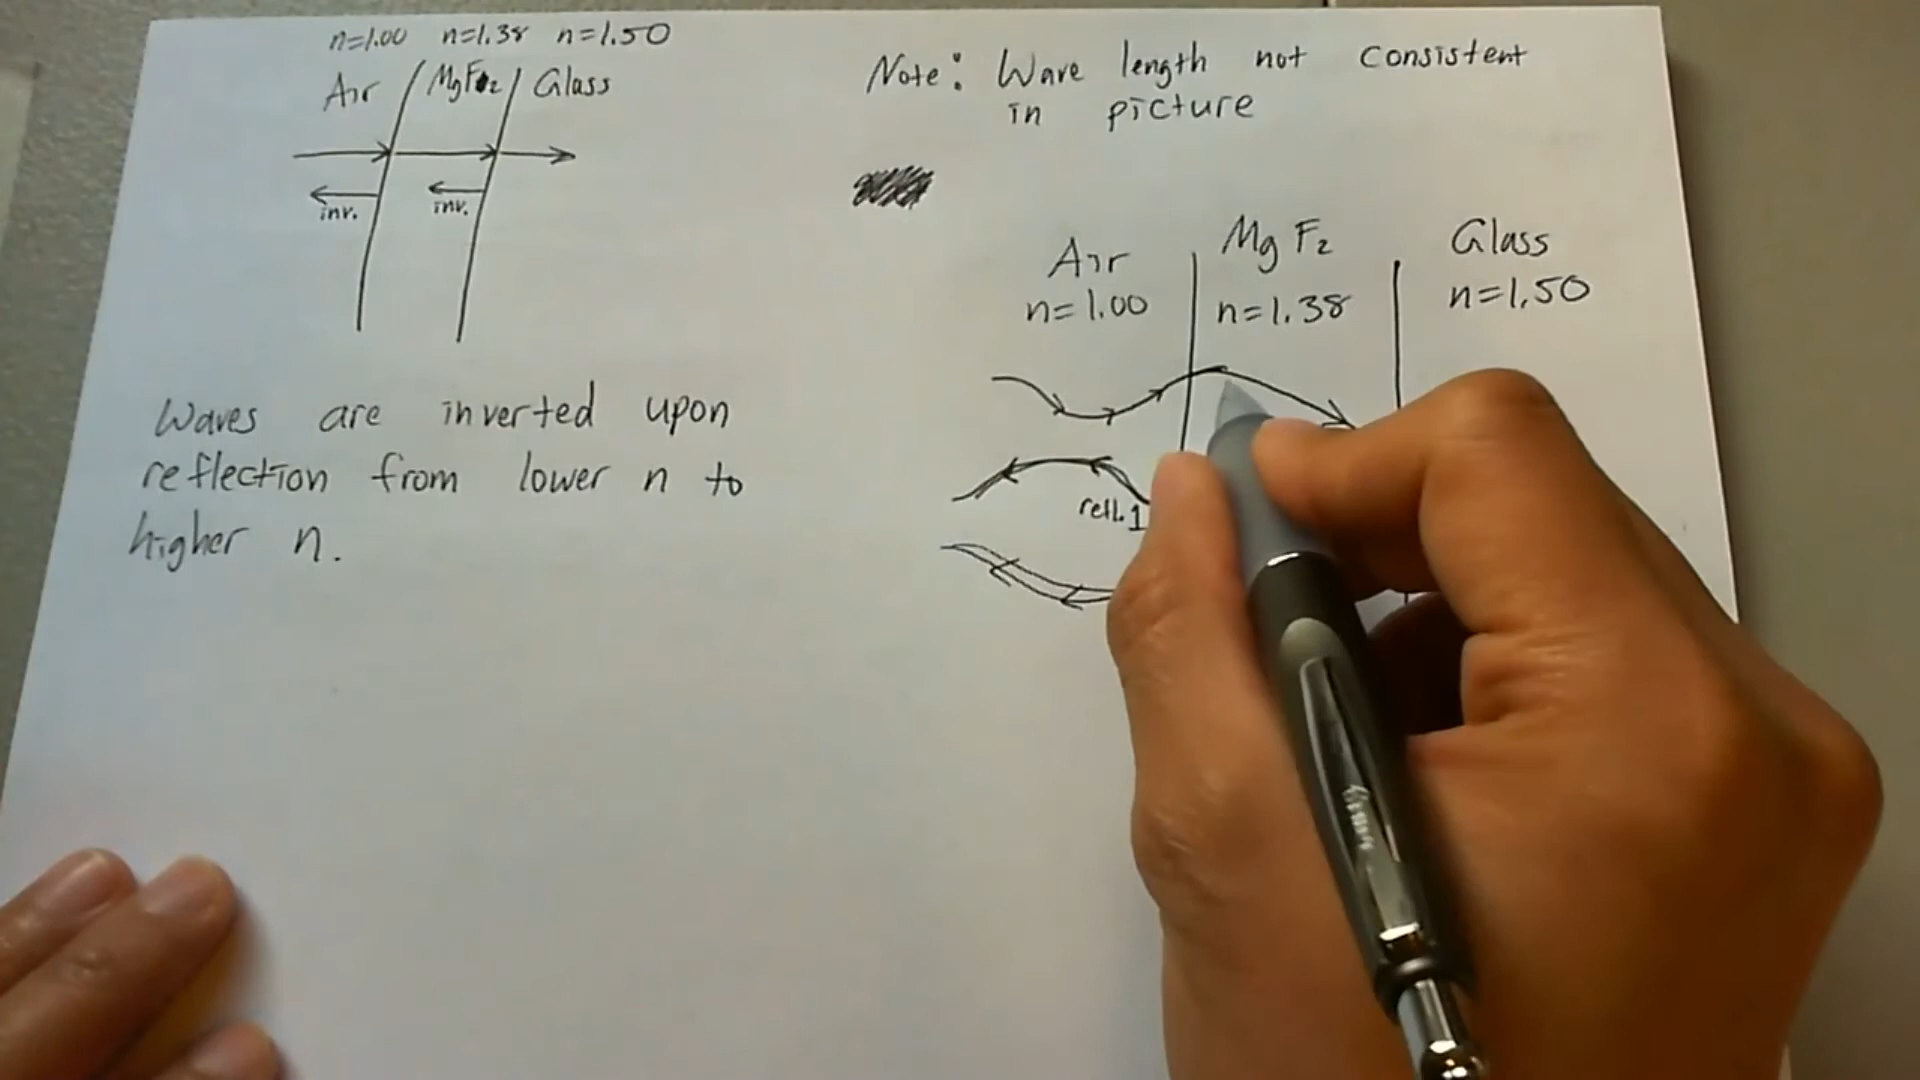 n=1.00 n=1.38 n=1.50
Air / MgF2 / Glass
inv. inv.
Waves are inverted upon
reflection from lower n to
higher n.
Note: Wave length not consistent
in picture
Air MgF2 Glass
n=1.00 n=1.38 n=1.50
refl.1